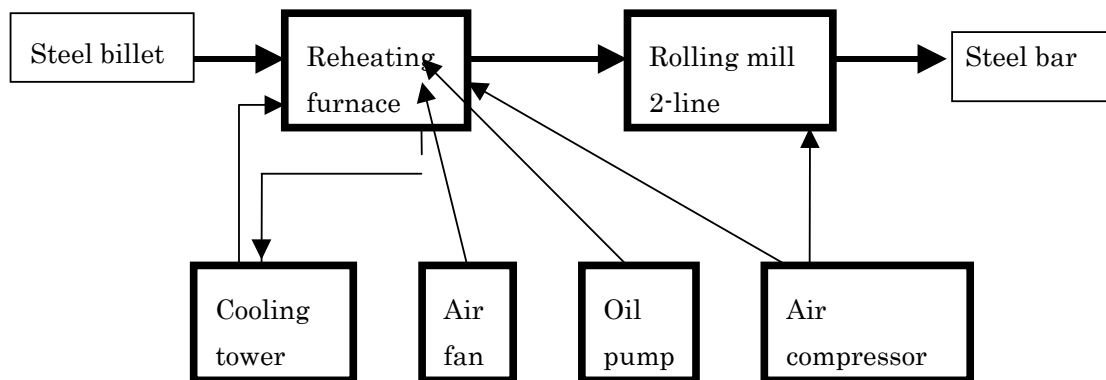 Steel billet
Reheating
furnace
Rolling mill
2-line
Steel bar
Cooling
tower
Air
fan
Oil
pump
Air
compressor